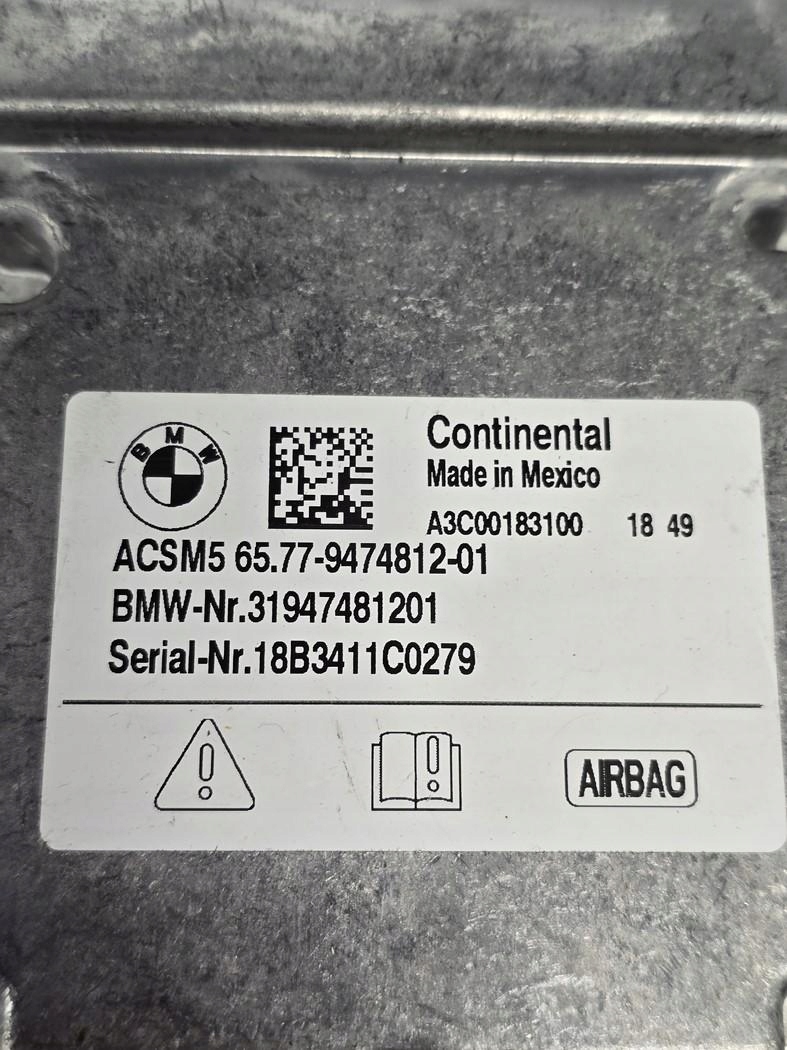 BMW
Continental
Made in Mexico
A3C00183100 18 49
ACSM5 65.77-9474812-01
BMW-Nr.31947481201
Serial-Nr.18B3411C0279
AIRBAG